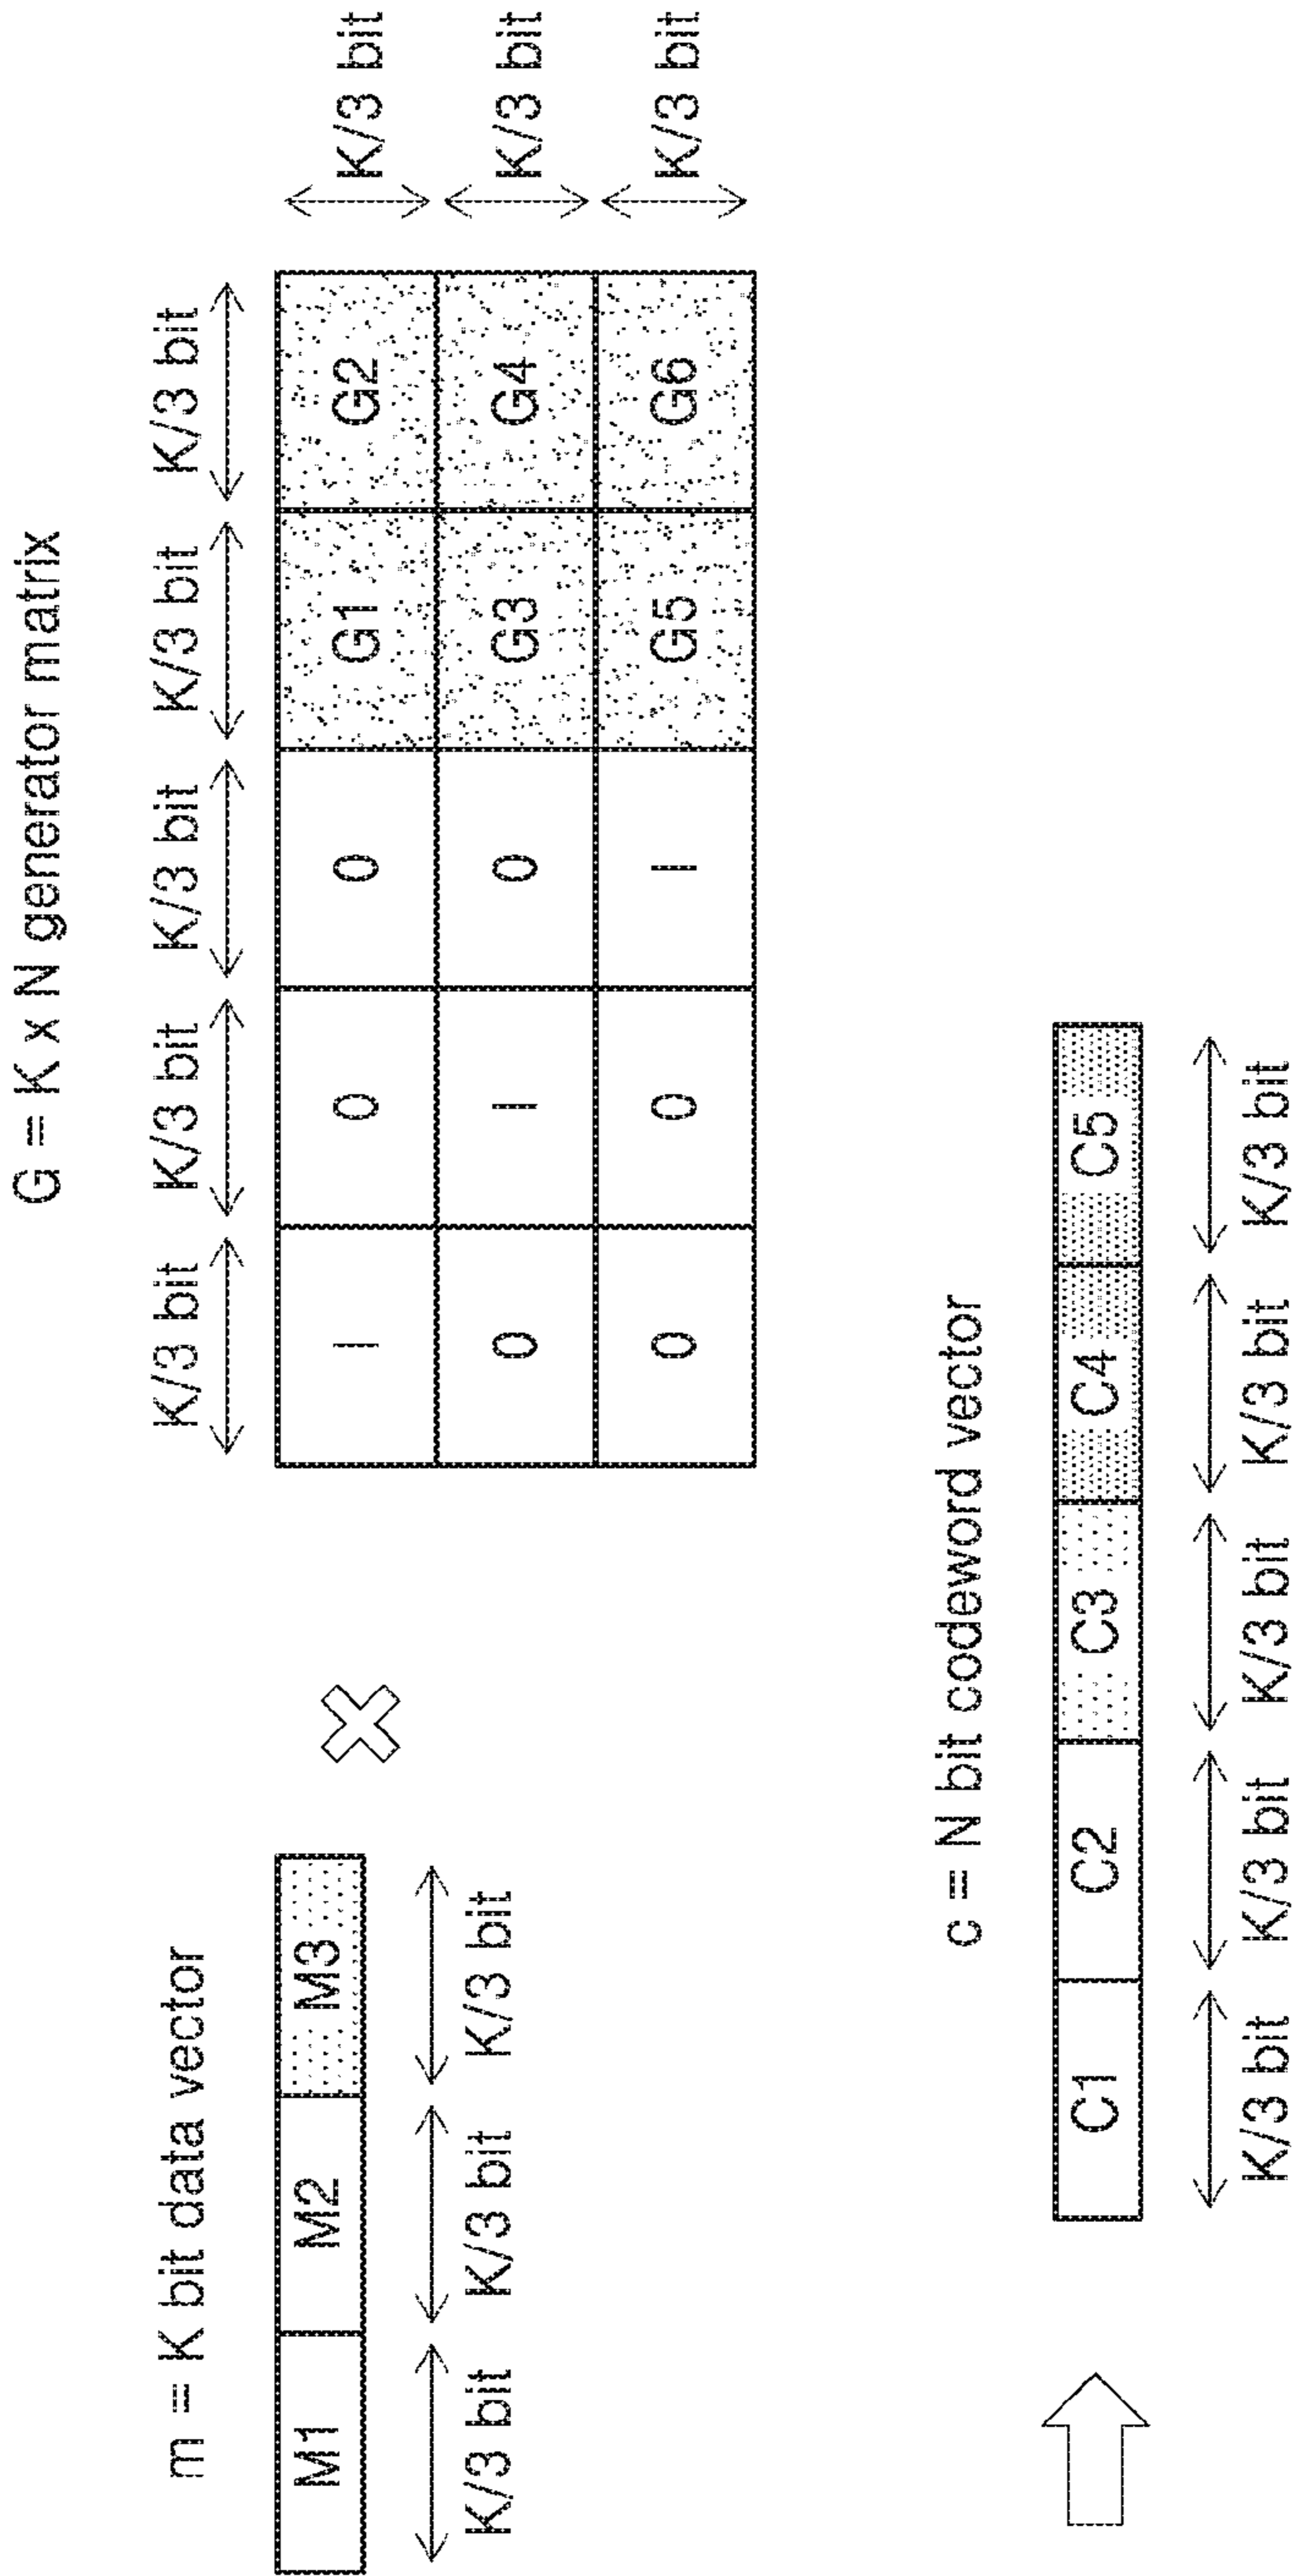 m = K bit data vector
M1 M2 M3
K/3 bit K/3 bit K/3 bit
G = K x N generator matrix
K/3 bit K/3 bit K/3 bit K/3 bit K/3 bit
I 0 0 G1 G2 K/3 bit
0 I 0 G3 G4 K/3 bit
0 0 I G5 G6 K/3 bit
c = N bit codeword vector
C1 C2 C3 C4 C5
K/3 bit K/3 bit K/3 bit K/3 bit K/3 bit